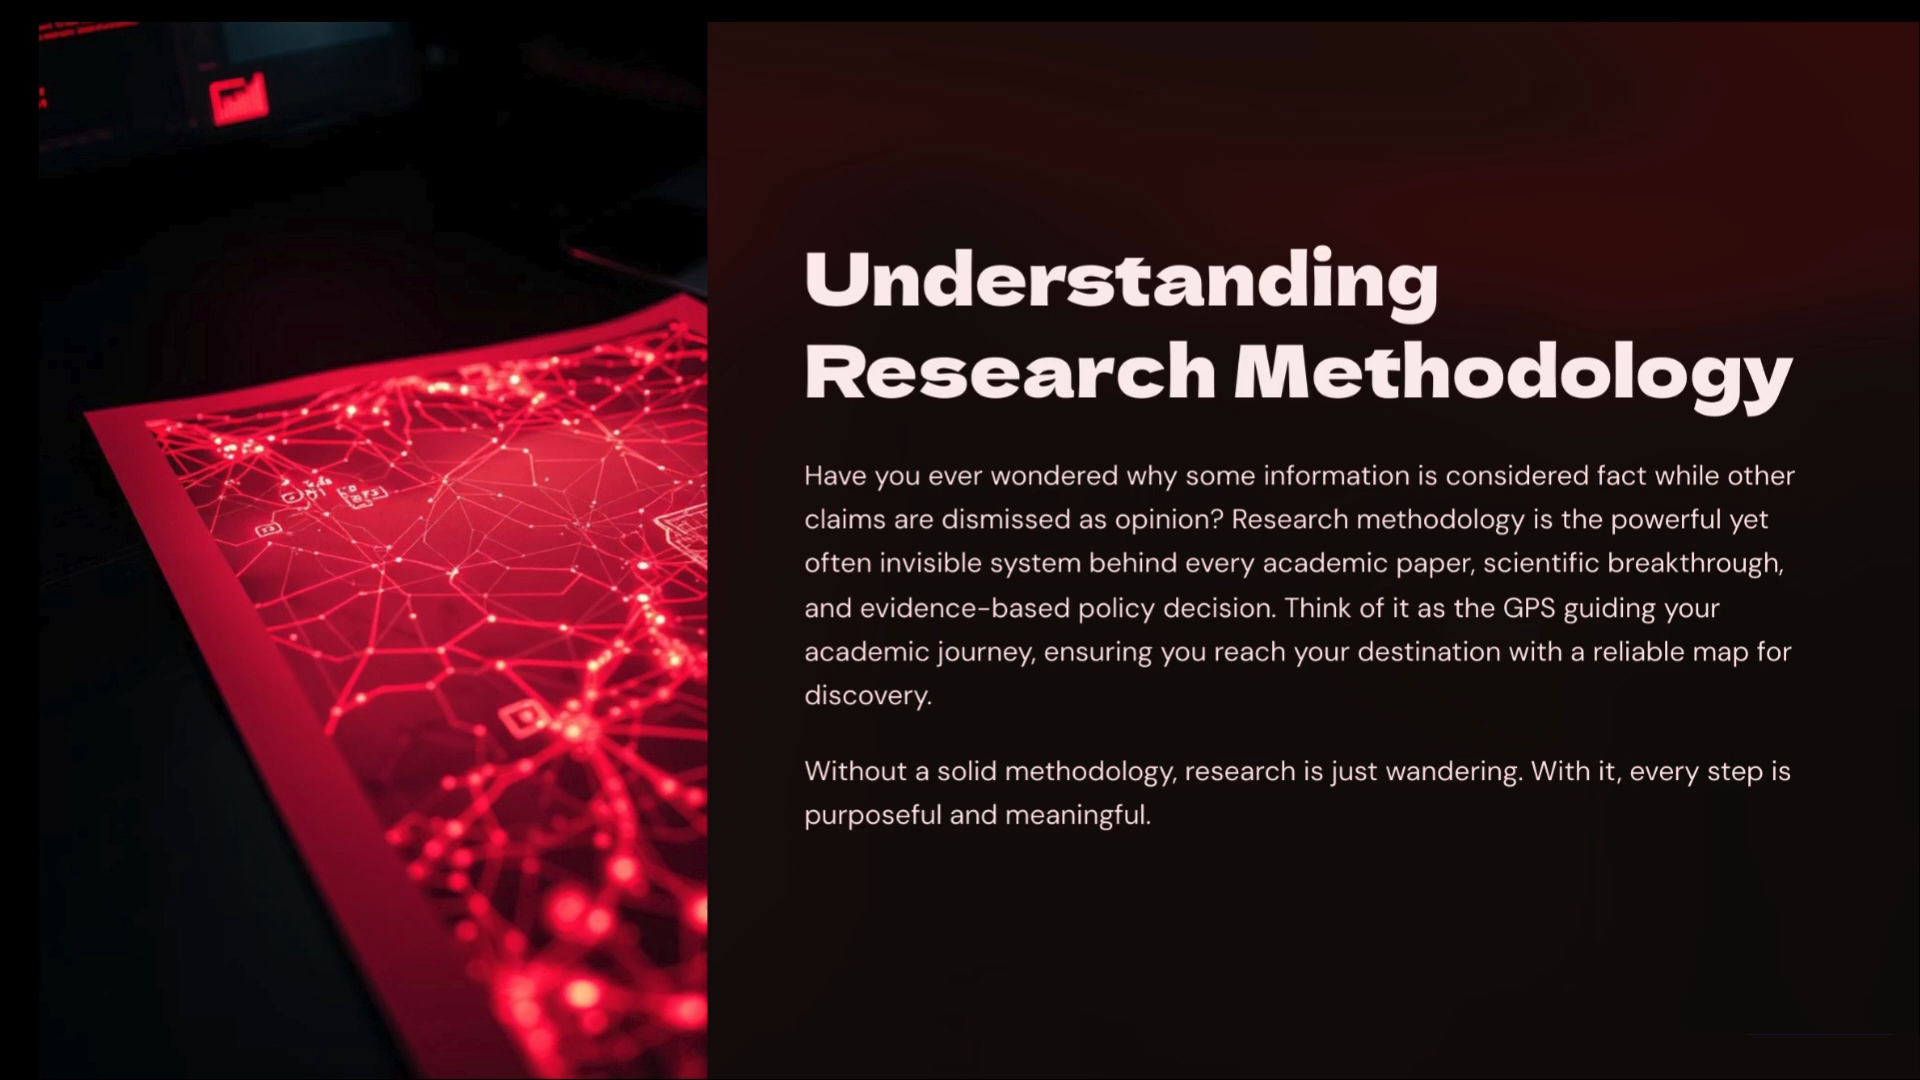 Understanding
Research Methodology
Have you ever wondered why some information is considered fact while other
claims are dismissed as opinion? Research methodology is the powerful yet
often invisible system behind every academic paper, scientific breakthrough,
and evidence-based policy decision. Think of it as the GPS guiding your
academic journey, ensuring you reach your destination with a reliable map for
discovery.
Without a solid methodology, research is just wandering. With it, every step is
purposeful and meaningful.